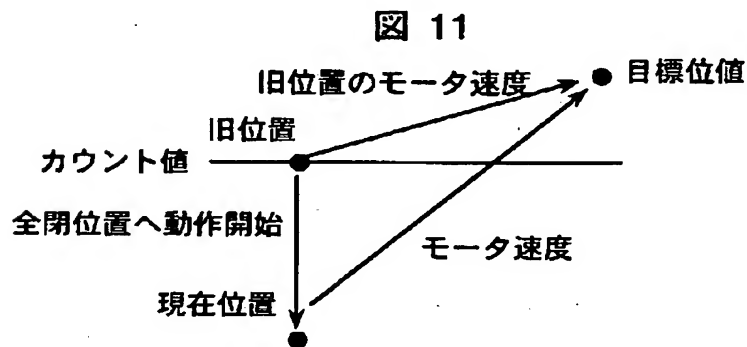 図 11
目標位値
旧位置のモータ速度
旧位置
カウント値
全閉位置へ動作開始
モータ速度
現在位置